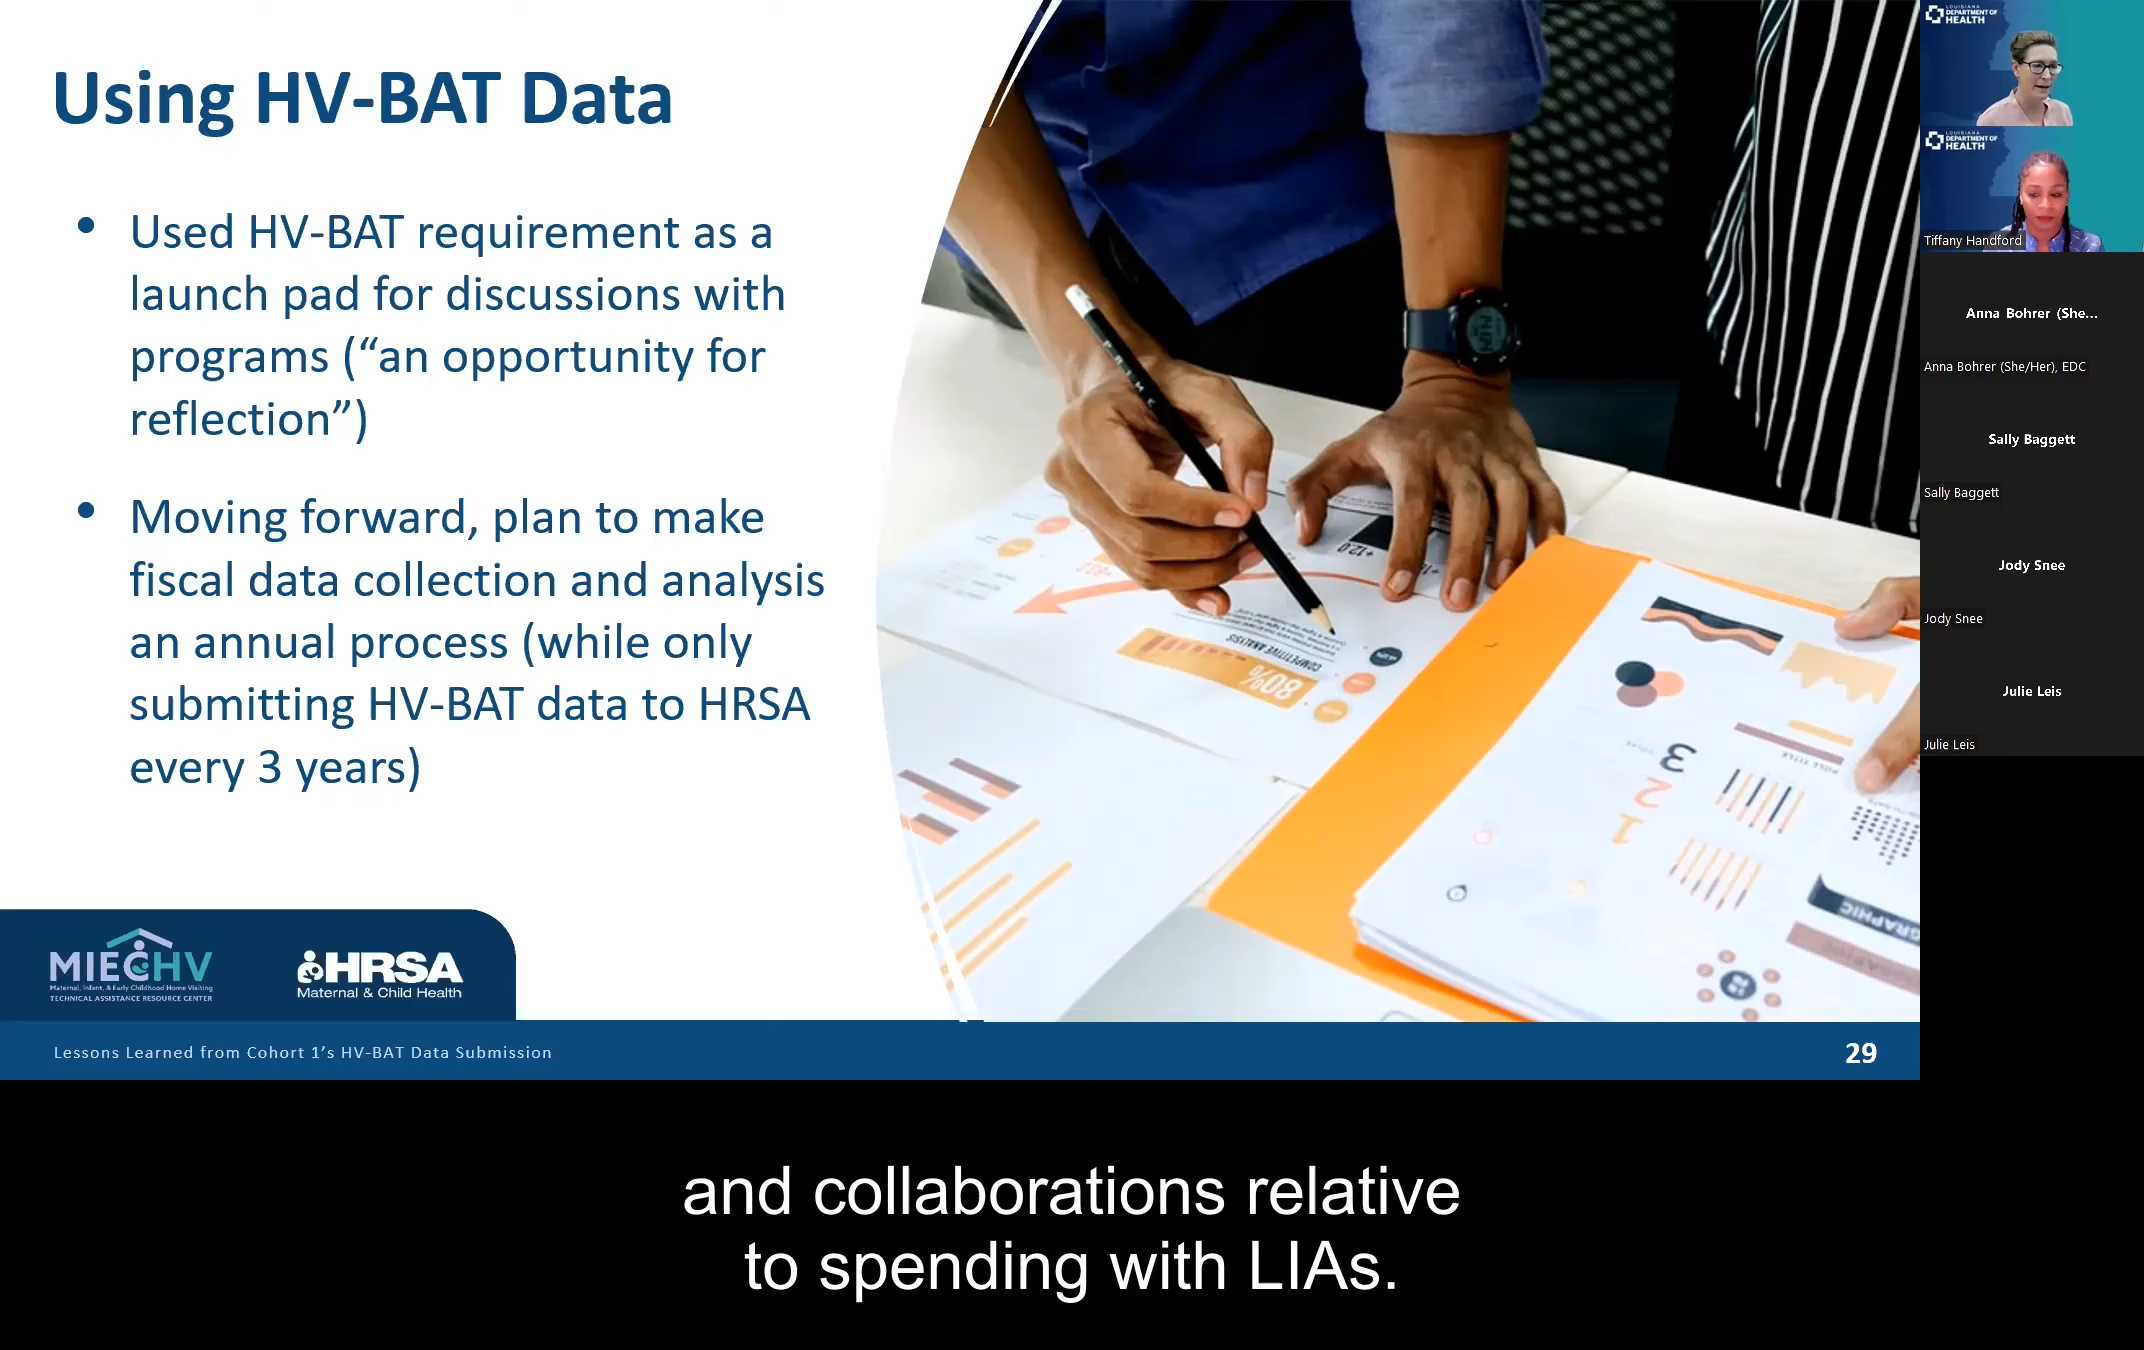 Using HV-BAT Data
• Used HV-BAT requirement as a
launch pad for discussions with
programs (“an opportunity for
reflection”)
• Moving forward, plan to make
fiscal data collection and analysis
an annual process (while only
submitting HV-BAT data to HRSA
every 3 years)
MIECHV
Maternal, Infant, & Early Childhood Home Visiting
TECHNICAL ASSISTANCE RESOURCE CENTER
HRSA
Maternal & Child Health
Lessons Learned from Cohort 1’s HV-BAT Data Submission
29
COMPETITIVE ANALYSIS
80%
+12.0
3
2
1
LOUISIANA
DEPARTMENT OF
HEALTH
LOUISIANA
DEPARTMENT OF
HEALTH
Tiffany Handford
Anna Bohrer (She...
Anna Bohrer (She/Her), EDC
Sally Baggett
Sally Baggett
Jody Snee
Jody Snee
Julie Leis
Julie Leis
and collaborations relative
to spending with LIAs.